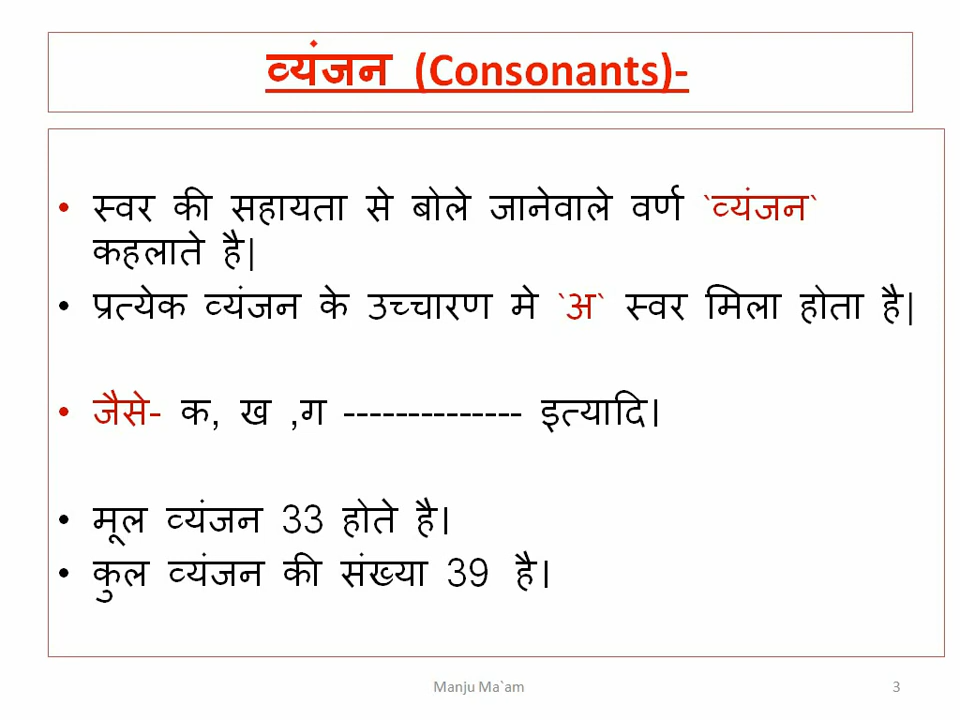 व्यंजन (Consonants)-
• स्वर की सहायता से बोले जानेवाले वर्ण `व्यंजन`
कहलाते है|
• प्रत्येक व्यंजन के उच्चारण मे `अ` स्वर मिला होता है|
• जैसे- क, ख ,ग -------------- इत्यादि।
• मूल व्यंजन 33 होते है।
• कुल व्यंजन की संख्या 39 है।
Manju Ma`am 3